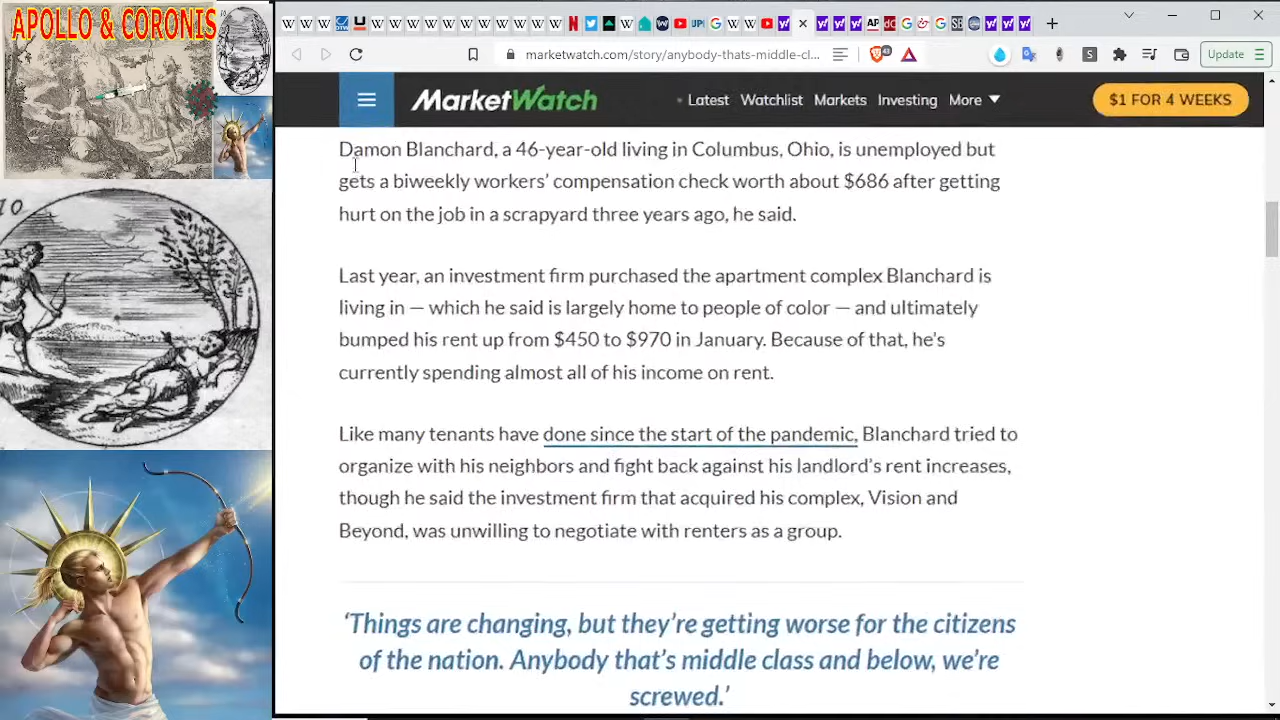 APOLLO & CORONIS
10
marketwatch.com/story/anybody-thats-middle-cl...
Update
MarketWatch
Latest Watchlist Markets Investing More
$1 FOR 4 WEEKS
Damon Blanchard, a 46-year-old living in Columbus, Ohio, is unemployed but
gets a biweekly workers' compensation check worth about $686 after getting
hurt on the job in a scrapyard three years ago, he said.
Last year, an investment firm purchased the apartment complex Blanchard is
living in — which he said is largely home to people of color — and ultimately
bumped his rent up from $450 to $970 in January. Because of that, he's
currently spending almost all of his income on rent.
Like many tenants have done since the start of the pandemic, Blanchard tried to
organize with his neighbors and fight back against his landlord's rent increases,
though he said the investment firm that acquired his complex, Vision and
Beyond, was unwilling to negotiate with renters as a group.
'Things are changing, but they're getting worse for the citizens
of the nation. Anybody that's middle class and below, we're
screwed.'